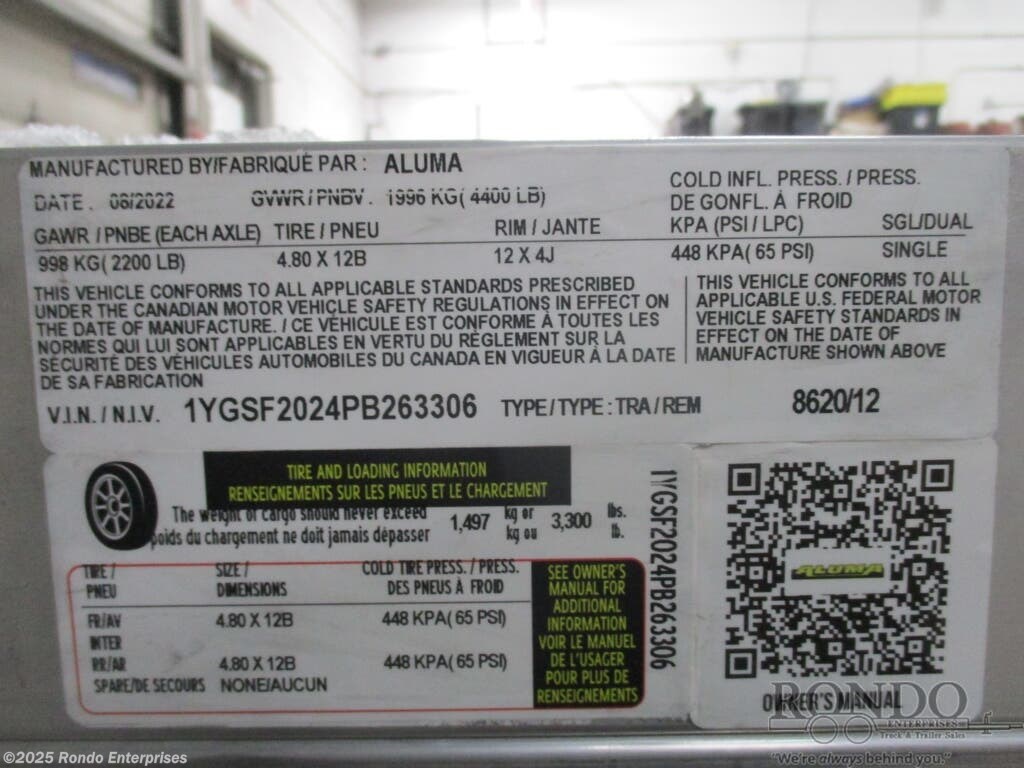 MANUFACTURED BY/FABRIQUÉ PAR : ALUMA
DATE . 08/2022 GVWR / PNBV . 1996 KG( 4400 LB)
COLD INFL. PRESS. / PRESS.
DE GONFL. À FROID
GAWR / PNBE (EACH AXLE) TIRE / PNEU RIM / JANTE KPA (PSI / LPC) SGL/DUAL
998 KG( 2200 LB) 4.80 X 12B 12 X 4J 448 KPA( 65 PSI) SINGLE
THIS VEHICLE CONFORMS TO ALL APPLICABLE STANDARDS PRESCRIBED
UNDER THE CANADIAN MOTOR VEHICLE SAFETY REGULATIONS IN EFFECT ON
THE DATE OF MANUFACTURE. / CE VÉHICULE EST CONFORME À TOUTES LES
NORMES QUI LUI SONT APPLICABLES EN VERTU DU RÉGLEMENT SUR LA
SÉCURITÉ DES VÉHICULES AUTOMOBILES DU CANADA EN VIGUEUR À LA DATE
DE SA FABRICATION
THIS VEHICLE CONFORMS TO ALL
APPLICABLE U.S. FEDERAL MOTOR
VEHICLE SAFETY STANDARDS IN
EFFECT ON THE DATE OF
MANUFACTURE SHOWN ABOVE
V.I.N. / N.I.V. 1YGSF2024PB263306 TYPE / TYPE : TRA / REM 8620/12
TIRE AND LOADING INFORMATION
RENSEIGNEMENTS SUR LES PNEUS ET LE CHARGEMENT
The weight of cargo should never exceed 1,497 kg or 3,300 lbs.
poids du chargement ne doit jamais dépasser kg ou lb.
TIRE / SIZE / COLD TIRE PRESS. / PRESS.
PNEU DIMENSIONS DES PNEUS À FROID
FR/AV 4.80 X 12B 448 KPA( 65 PSI)
INTER
RR/AR 4.80 X 12B 448 KPA( 65 PSI)
SPARE/DE SECOURS NONE/AUCUN
SEE OWNER'S
MANUAL FOR
ADDITIONAL
INFORMATION
VOIR LE MANUEL
DE L'USAGER
POUR PLUS DE
RENSEIGNEMENTS
1YGSF2024PB263306
ALUMA
OWNER'S MANUAL
RONDO
ENTERPRISES
Truck & Trailer Sales
"We're always behind you."
©2025 Rondo Enterprises